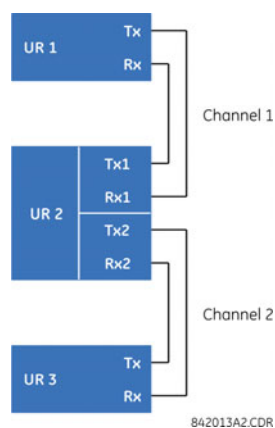 UR 1
Tx
Rx
Channel 1
UR 2
Tx1
Rx1
Tx2
Rx2
Channel 2
UR 3
Tx
Rx
842013A2.CDR